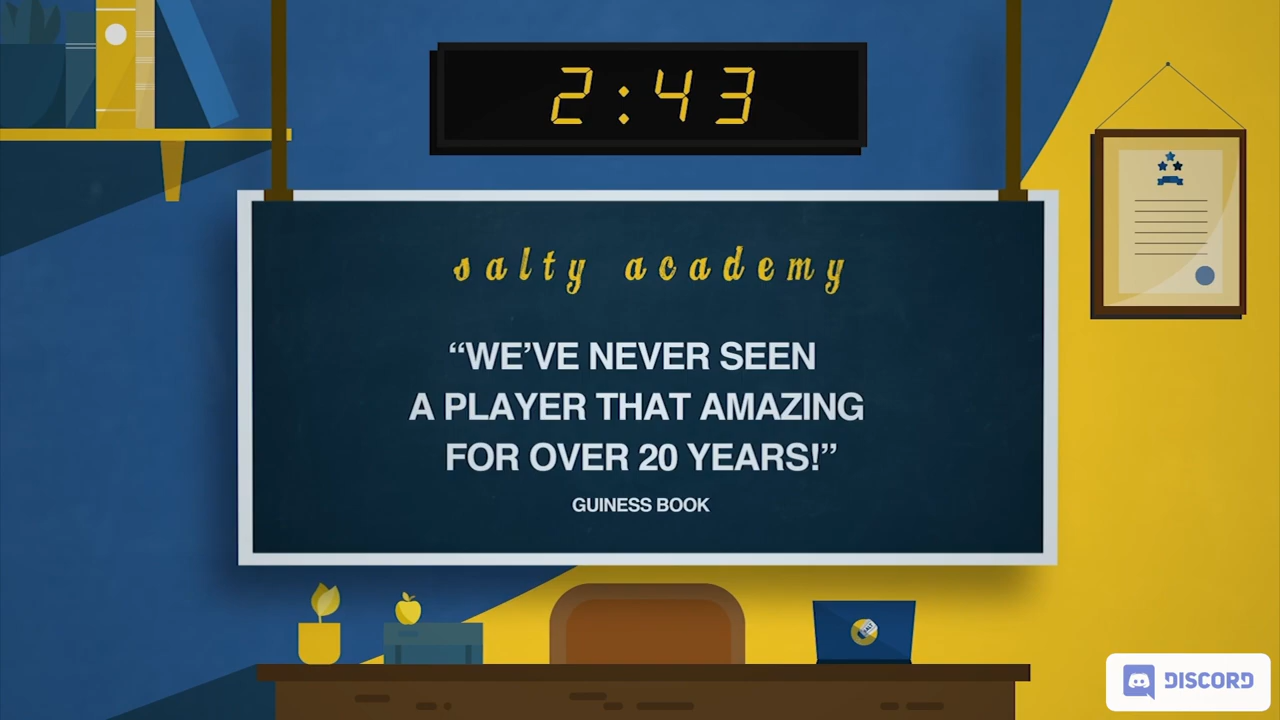 2:43
salty academy
“WE’VE NEVER SEEN
A PLAYER THAT AMAZING
FOR OVER 20 YEARS!”
GUINESS BOOK
DISCORD